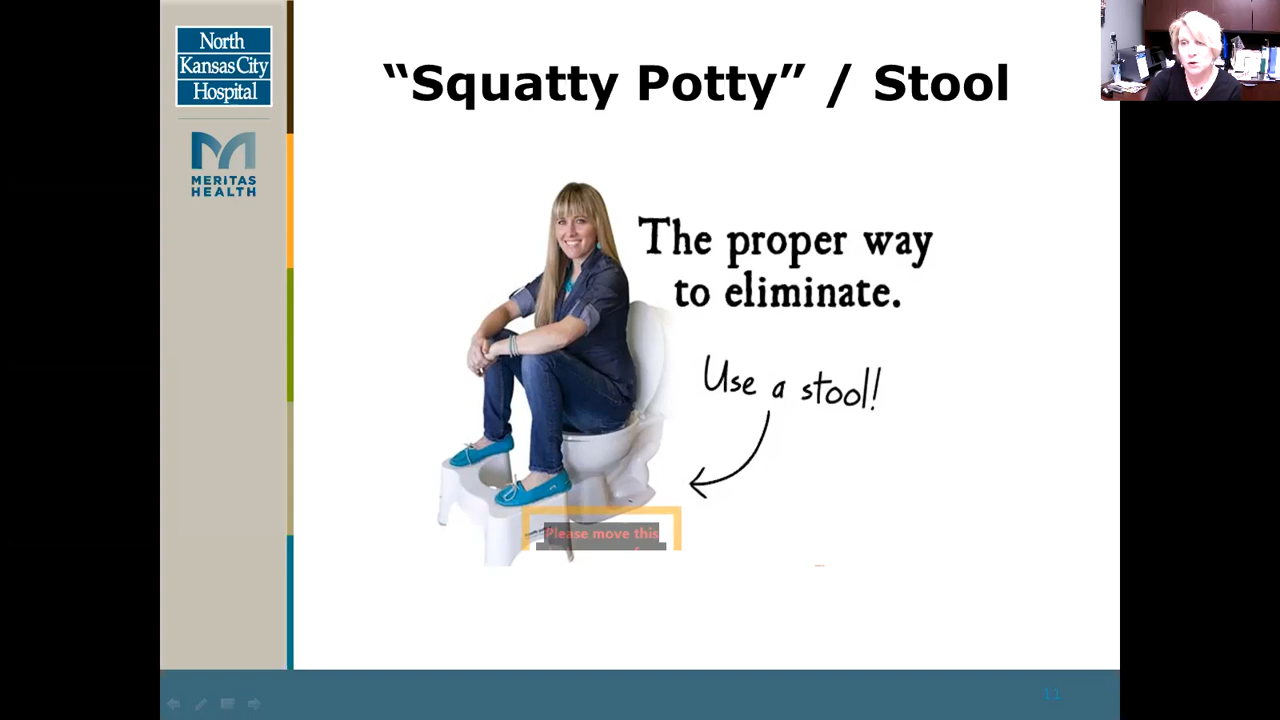 North
Kansas City
Hospital
MERITAS
HEALTH
“Squatty Potty” / Stool
The proper way
to eliminate.
Use a stool!
Please move this
11